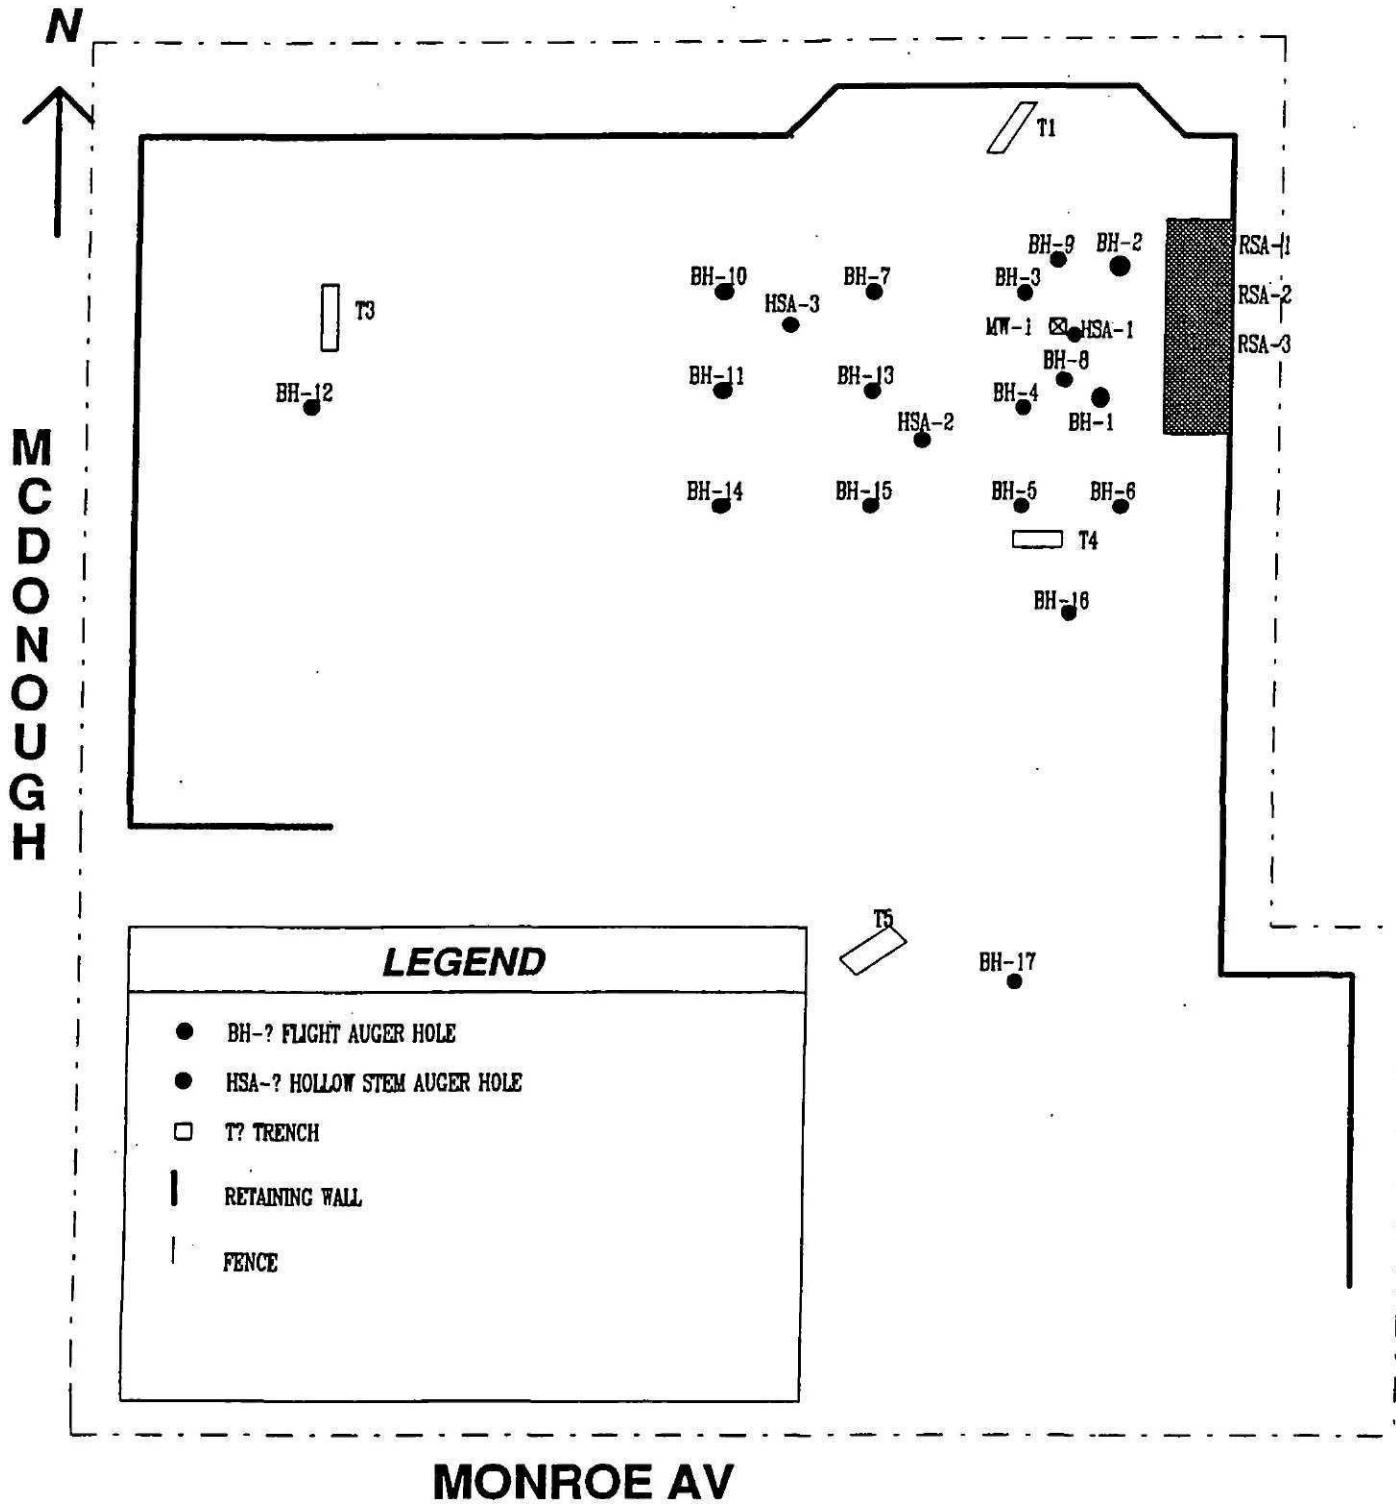 N
T1
RSA-1
BH-9
BH-2
BH-10
BH-7
BH-3
RSA-2
HSA-3
T3
MW-1
HSA-1
RSA-3
BH-8
BH-11
BH-13
BH-12
BH-4
BH-1
HSA-2
BH-14
BH-15
BH-5
BH-6
T4
BH-16
MCDONOUGH
T5
BH-17
LEGEND
BH-? FLIGHT AUGER HOLE
HSA-? HOLLOW STEM AUGER HOLE
T? TRENCH
RETAINING WALL
FENCE
MONROE AV